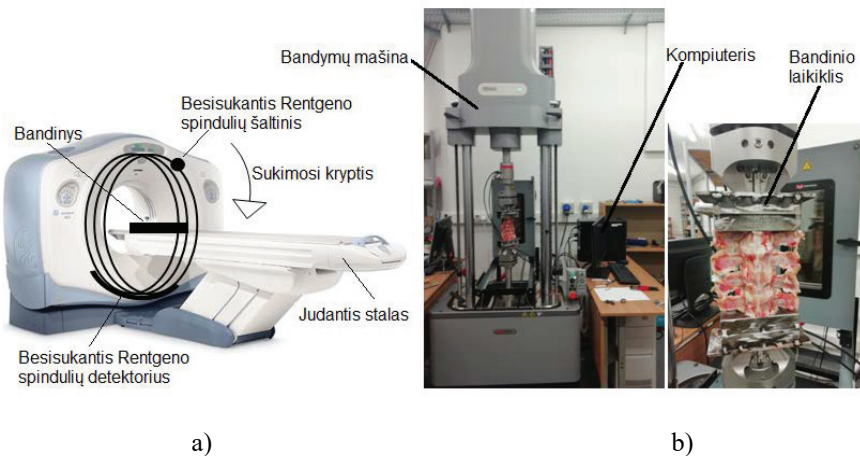 Bandymų mašina
Kompiuteris
Bandinio
laikiklis
Besisukantis Rentgeno
spindulių šaltinis
Bandinys
Sukimosi kryptis
Judantis stalas
Besisukantis Rentgeno
spindulių detektorius
a)
b)